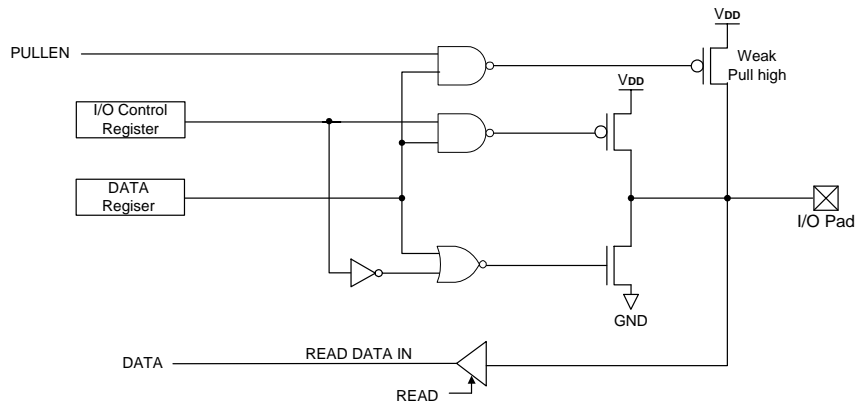 VDD
PULLEN
Weak
Pull high
VDD
I/O Control
Register
DATA
Regiser
I/O Pad
GND
DATA
READ DATA IN
READ